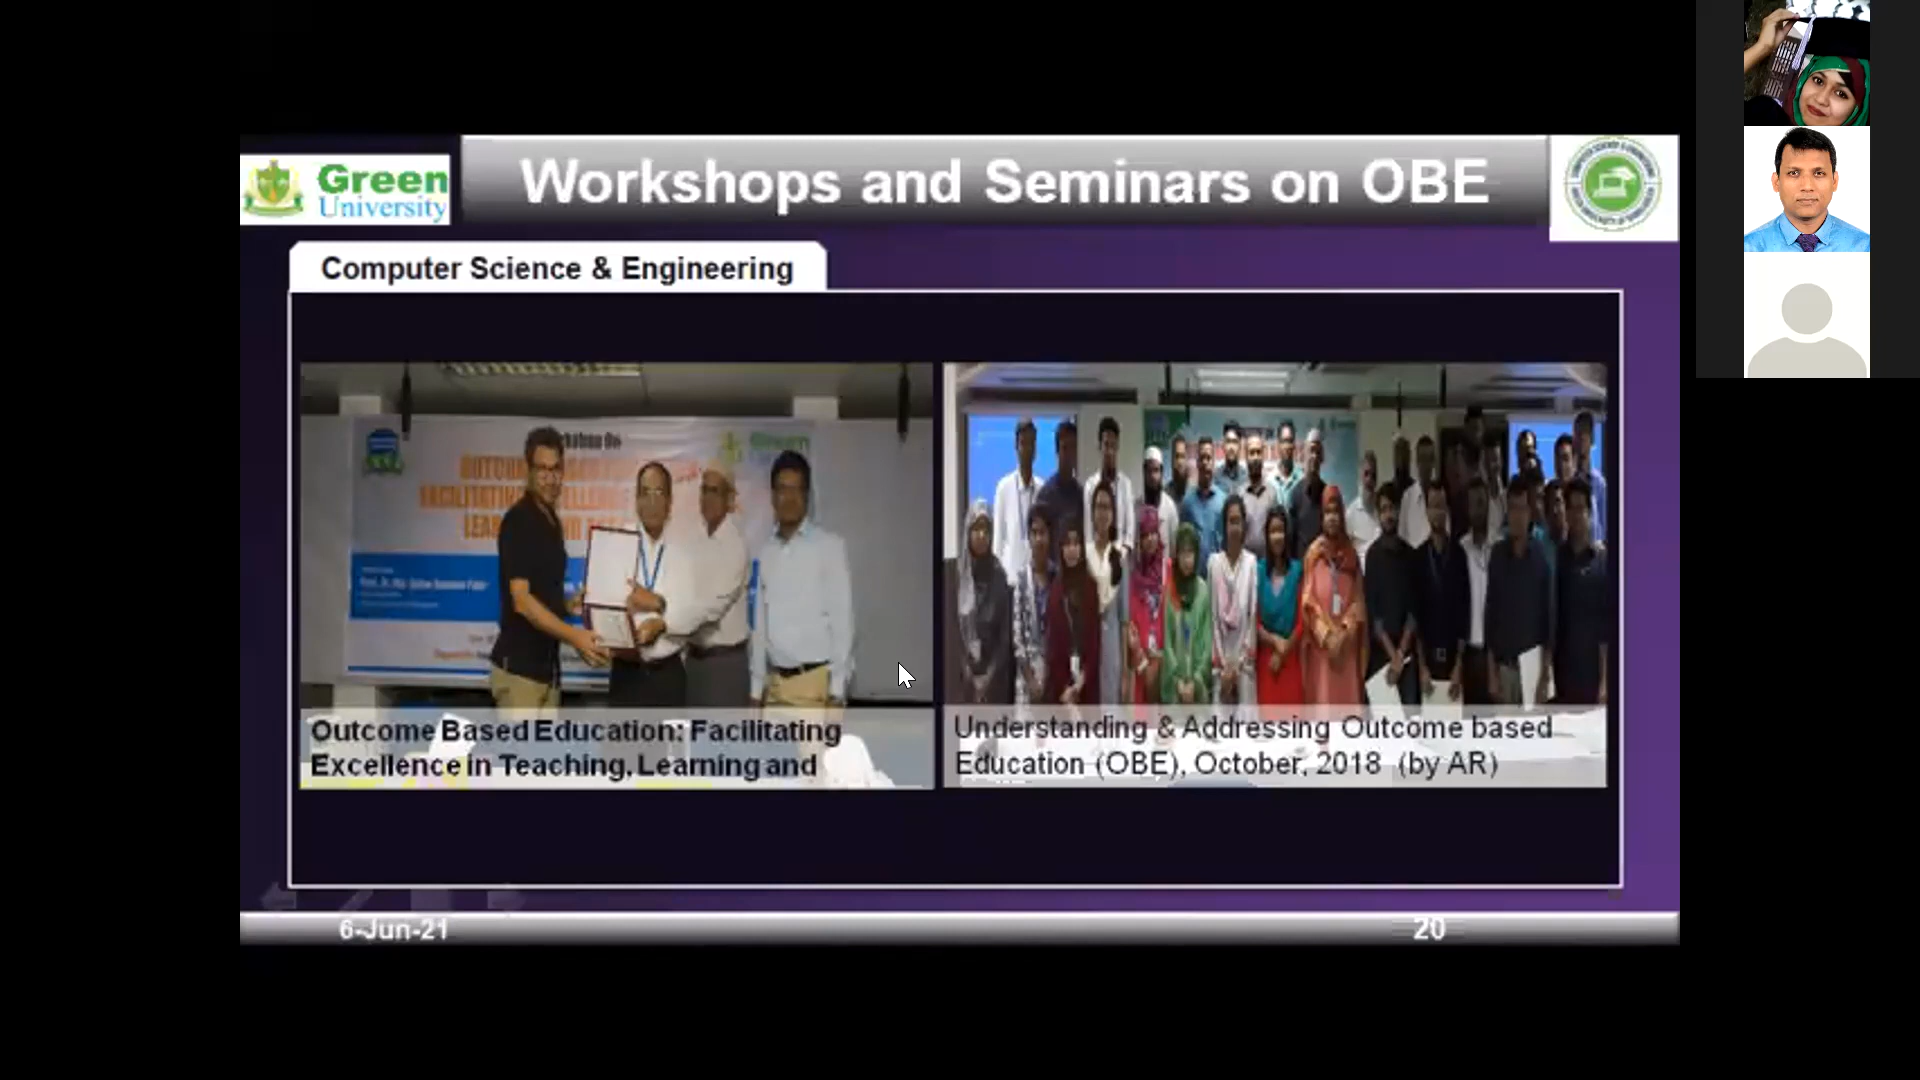 Green
University
Workshops and Seminars on OBE
Computer Science & Engineering
Green
Outcome Based Education: Facilitating
Excellence in Teaching, Learning and
Understanding & Addressing Outcome based
Education (OBE), October, 2018 (by AR)
6-Jun-21
20